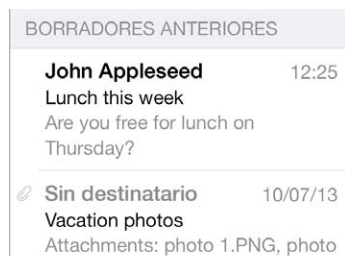 BORRADORES ANTERIORES
John Appleseed 12:25
Lunch this week
Are you free for lunch on
Thursday?
Sin destinatario 10/07/13
Vacation photos
Attachments: photo 1.PNG, photo